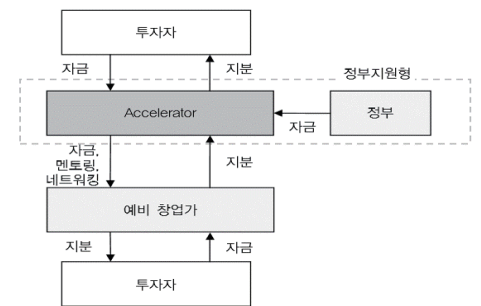 투자자
자금
지분
정부지원형
Accelerator
자금
정부
자금,
멘토링,
네트워킹
지분
예비 창업가
지분
자금
투자자